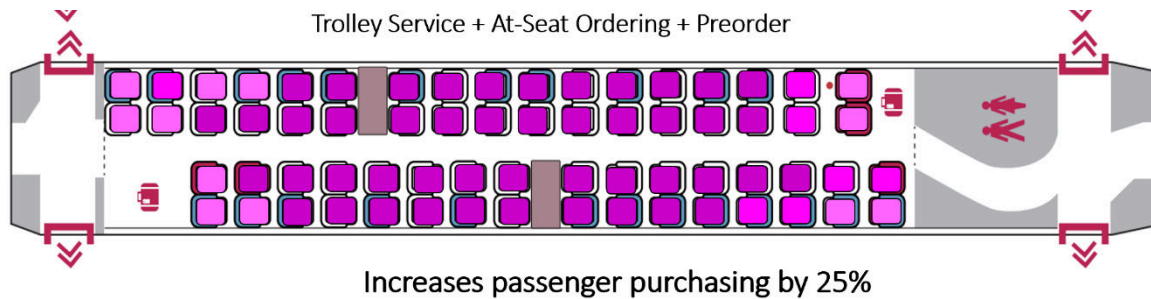 Trolley Service + At-Seat Ordering + Preorder
Increases passenger purchasing by 25%